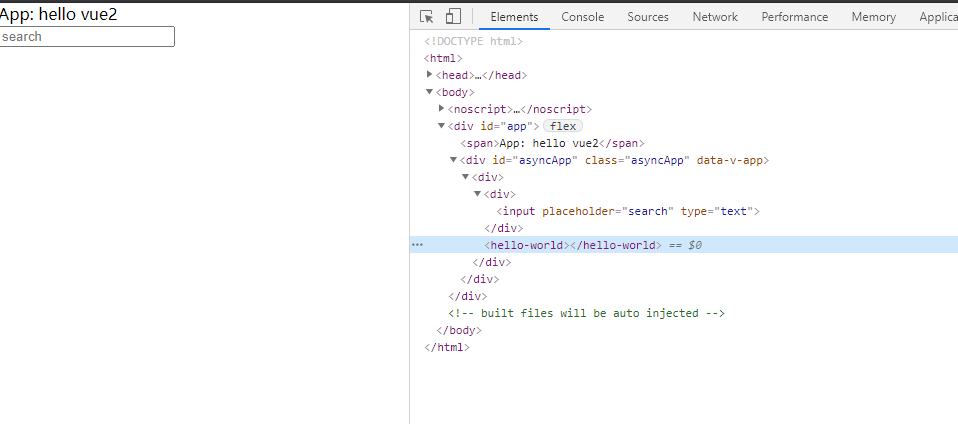 App: hello vue2
search
Elements Console Sources Network Performance Memory Applica
<!DOCTYPE html>
<html>
<head>…</head>
<body>
<noscript>…</noscript>
<div id="app"> flex
<span>App: hello vue2</span>
<div id="asyncApp" class="asyncApp" data-v-app>
<div>
<div>
<input placeholder="search" type="text">
</div>
<hello-world></hello-world> == $0
</div>
</div>
</div>
<!-- built files will be auto injected -->
</body>
</html>